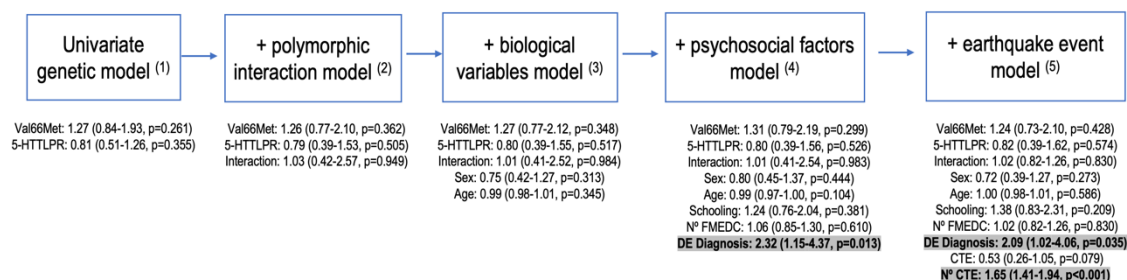 Univariate
genetic model (1)
+ polymorphic
interaction model (2)
+ biological
variables model (3)
+ psychosocial factors
model (4)
+ earthquake event
model (5)
Val66Met: 1.27 (0.84-1.93, p=0.261)
5-HTTLPR: 0.81 (0.51-1.26, p=0.355)
Val66Met: 1.26 (0.77-2.10, p=0.362)
5-HTTLPR: 0.79 (0.39-1.53, p=0.505)
Interaction: 1.03 (0.42-2.57, p=0.949)
Val66Met: 1.27 (0.77-2.12, p=0.348)
5-HTTLPR: 0.80 (0.39-1.55, p=0.517)
Interaction: 1.01 (0.41-2.52, p=0.984)
Sex: 0.75 (0.42-1.27, p=0.313)
Age: 0.99 (0.98-1.01, p=0.345)
Val66Met: 1.31 (0.79-2.19, p=0.299)
5-HTTLPR: 0.80 (0.39-1.56, p=0.526)
Interaction: 1.01 (0.41-2.54, p=0.983)
Sex: 0.80 (0.45-1.37, p=0.444)
Age: 0.99 (0.97-1.00, p=0.104)
Schooling: 1.24 (0.76-2.04, p=0.381)
Nº FMEDC: 1.06 (0.85-1.30, p=0.610)
DE Diagnosis: 2.32 (1.15-4.37, p=0.013)
Val66Met: 1.24 (0.73-2.10, p=0.428)
5-HTTLPR: 0.82 (0.39-1.62, p=0.574)
Interaction: 1.02 (0.82-1.26, p=0.830)
Sex: 0.72 (0.39-1.27, p=0.273)
Age: 1.00 (0.98-1.01, p=0.586)
Schooling: 1.38 (0.83-2.31, p=0.209)
Nº FMEDC: 1.02 (0.82-1.26, p=0.830)
DE Diagnosis: 2.09 (1.02-4.06, p=0.035)
CTE: 0.53 (0.26-1.05, p=0.079)
Nº CTE: 1.65 (1.41-1.94, p<0.001)